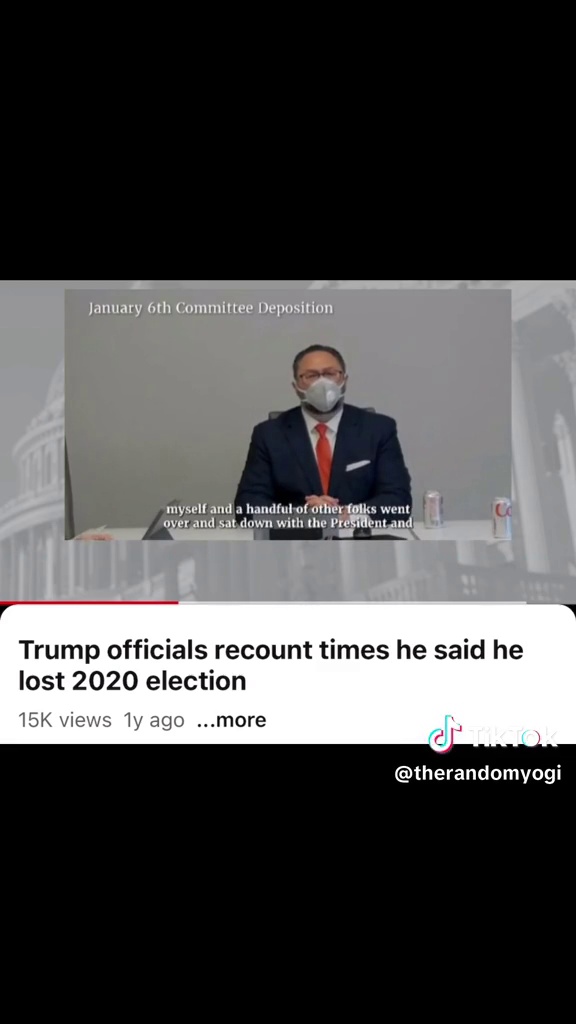 January 6th Committee Deposition
myself and a handful of other folks went
over and sat down with the President and
Trump officials recount times he said he
lost 2020 election
15K views 1y ago ...more
TikTok
@therandomyogi